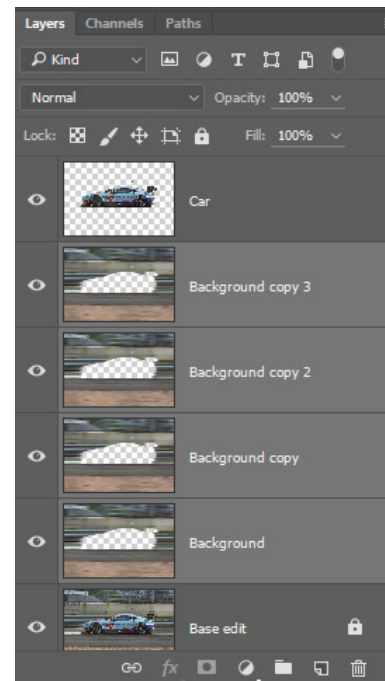 Layers Channels Paths
Kind
Normal Opacity: 100%
Lock: Fill: 100%
Car
Background copy 3
Background copy 2
Background copy
Background
Base edit
fx